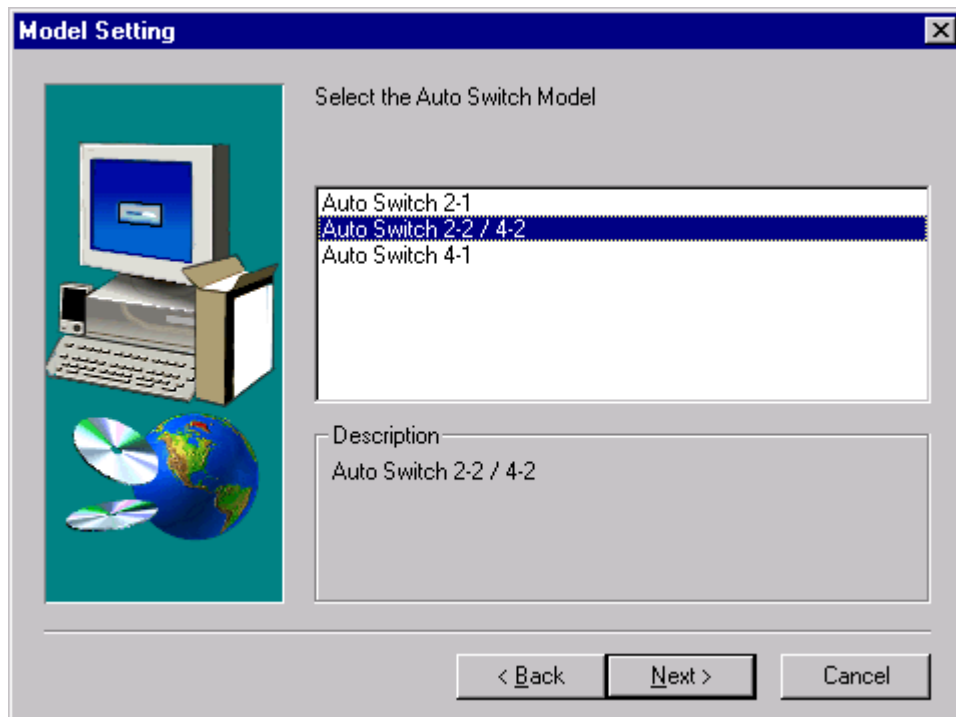 Model Setting
Select the Auto Switch Model
Auto Switch 2-1
Auto Switch 2-2 / 4-2
Auto Switch 4-1
Description
Auto Switch 2-2 / 4-2
< Back
Next >
Cancel